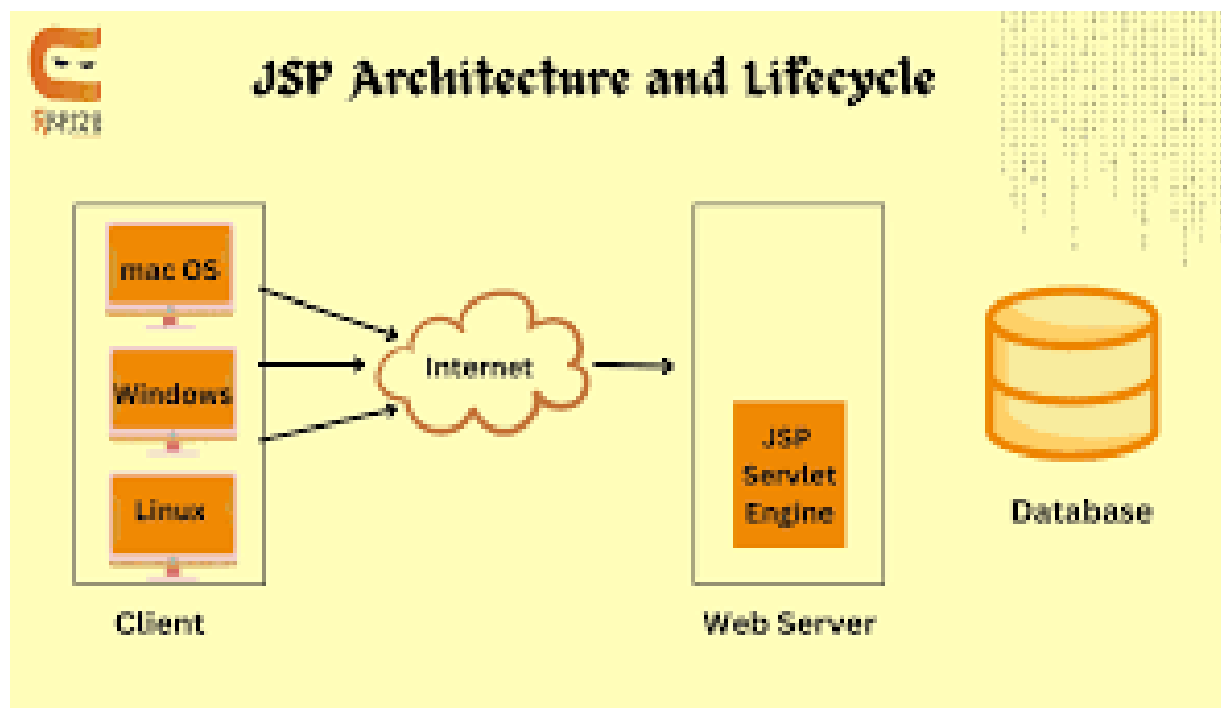 JSP Architecture and Lifecycle
mac OS
Windows
Linux
Client
Internet
JSP
Servlet
Engine
Web Server
Database